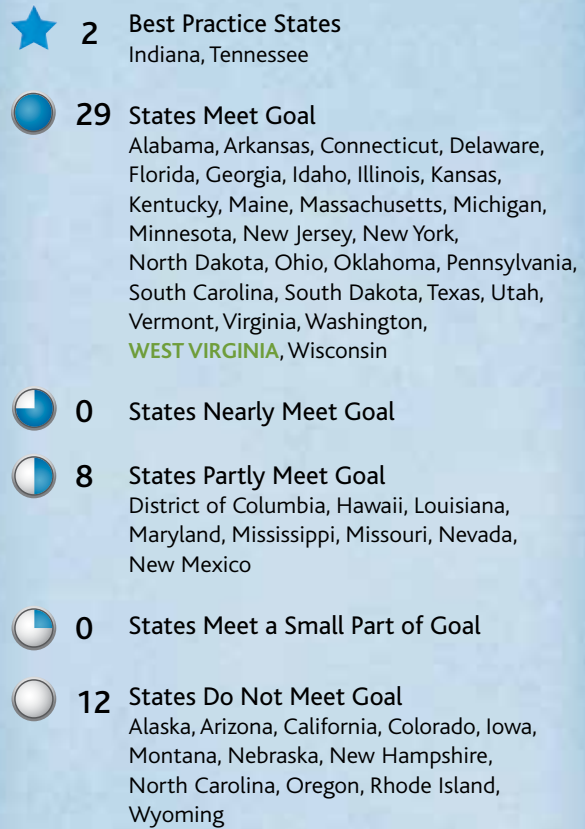 2 Best Practice States
Indiana, Tennessee
29 States Meet Goal
Alabama, Arkansas, Connecticut, Delaware,
Florida, Georgia, Idaho, Illinois, Kansas,
Kentucky, Maine, Massachusetts, Michigan,
Minnesota, New Jersey, New York,
North Dakota, Ohio, Oklahoma, Pennsylvania,
South Carolina, South Dakota, Texas, Utah,
Vermont, Virginia, Washington,
WEST VIRGINIA, Wisconsin
0 States Nearly Meet Goal
8 States Partly Meet Goal
District of Columbia, Hawaii, Louisiana,
Maryland, Mississippi, Missouri, Nevada,
New Mexico
0 States Meet a Small Part of Goal
12 States Do Not Meet Goal
Alaska, Arizona, California, Colorado, Iowa,
Montana, Nebraska, New Hampshire,
North Carolina, Oregon, Rhode Island,
Wyoming